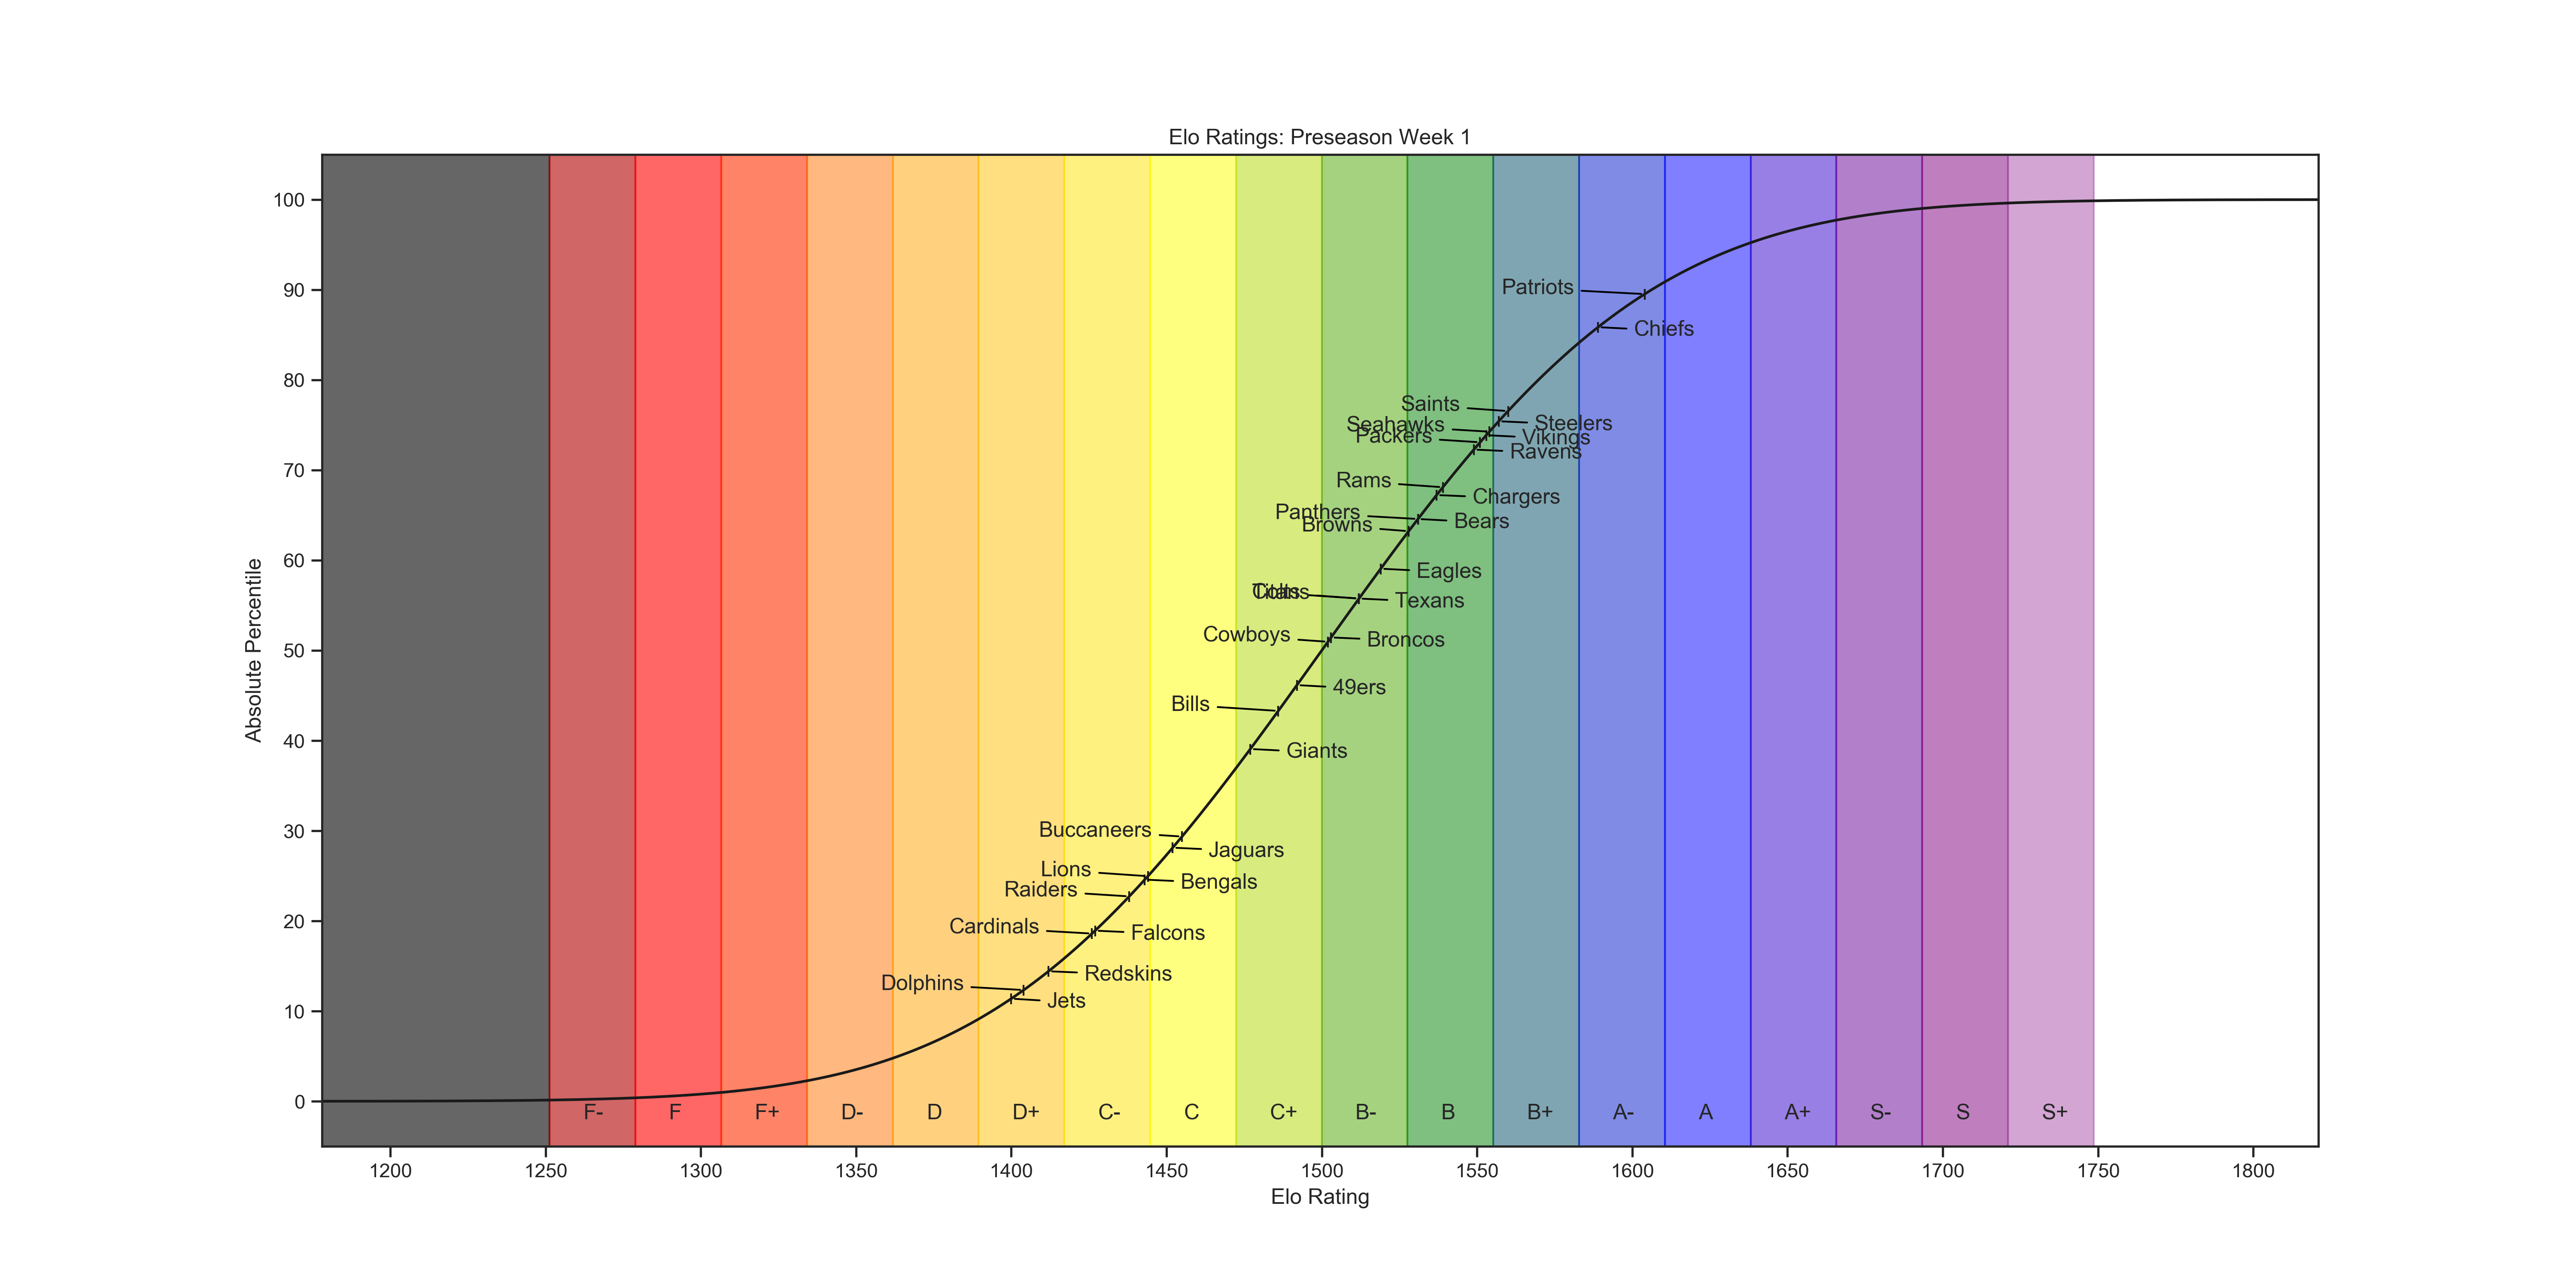 Elo Ratings: Preseason Week 1
Absolute Percentile
100
90
80
70
60
50
40
30
20
10
0
Patriots
Chiefs
Saints
Steelers
Seahawks
Vikings
Packers
Ravens
Rams
Chargers
Panthers
Bears
Browns
Eagles
Titans
Colts
Texans
Cowboys
Broncos
49ers
Bills
Giants
Buccaneers
Jaguars
Lions
Bengals
Raiders
Cardinals
Falcons
Redskins
Dolphins
Jets
F- F F+ D- D D+ C- C C+ B- B B+ A- A A+ S- S S+
1200 1250 1300 1350 1400 1450 1500 1550 1600 1650 1700 1750 1800
Elo Rating